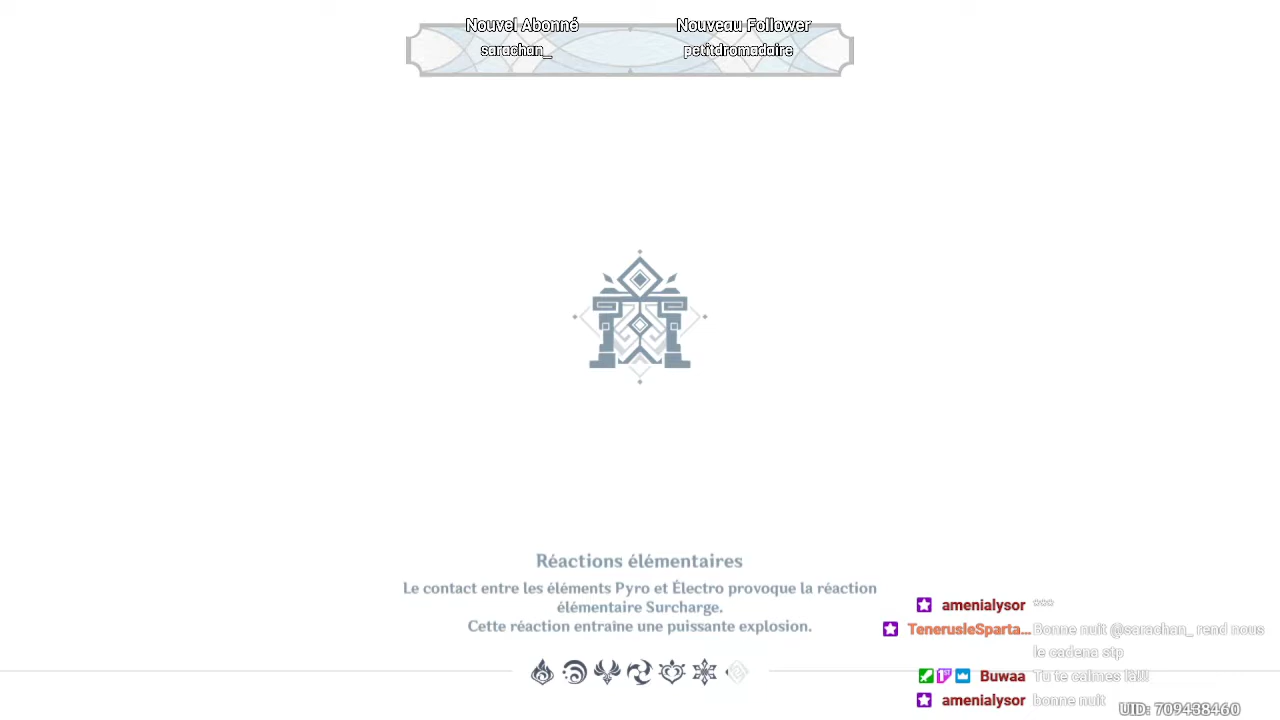 Nouvel Abonné
sarachan_
Nouveau Follower
petitdromadaire
Réactions élémentaires
Le contact entre les éléments Pyro et Électro provoque la réaction
élémentaire Surcharge.
Cette réaction entraîne une puissante explosion.
amenialysor ***
TenerusleSparta... Bonne nuit @sarachan_ rend nous
le cadena stp
Buwaa Tu te calmes là!!!
amenialysor bonne nuit
UID: 709438460